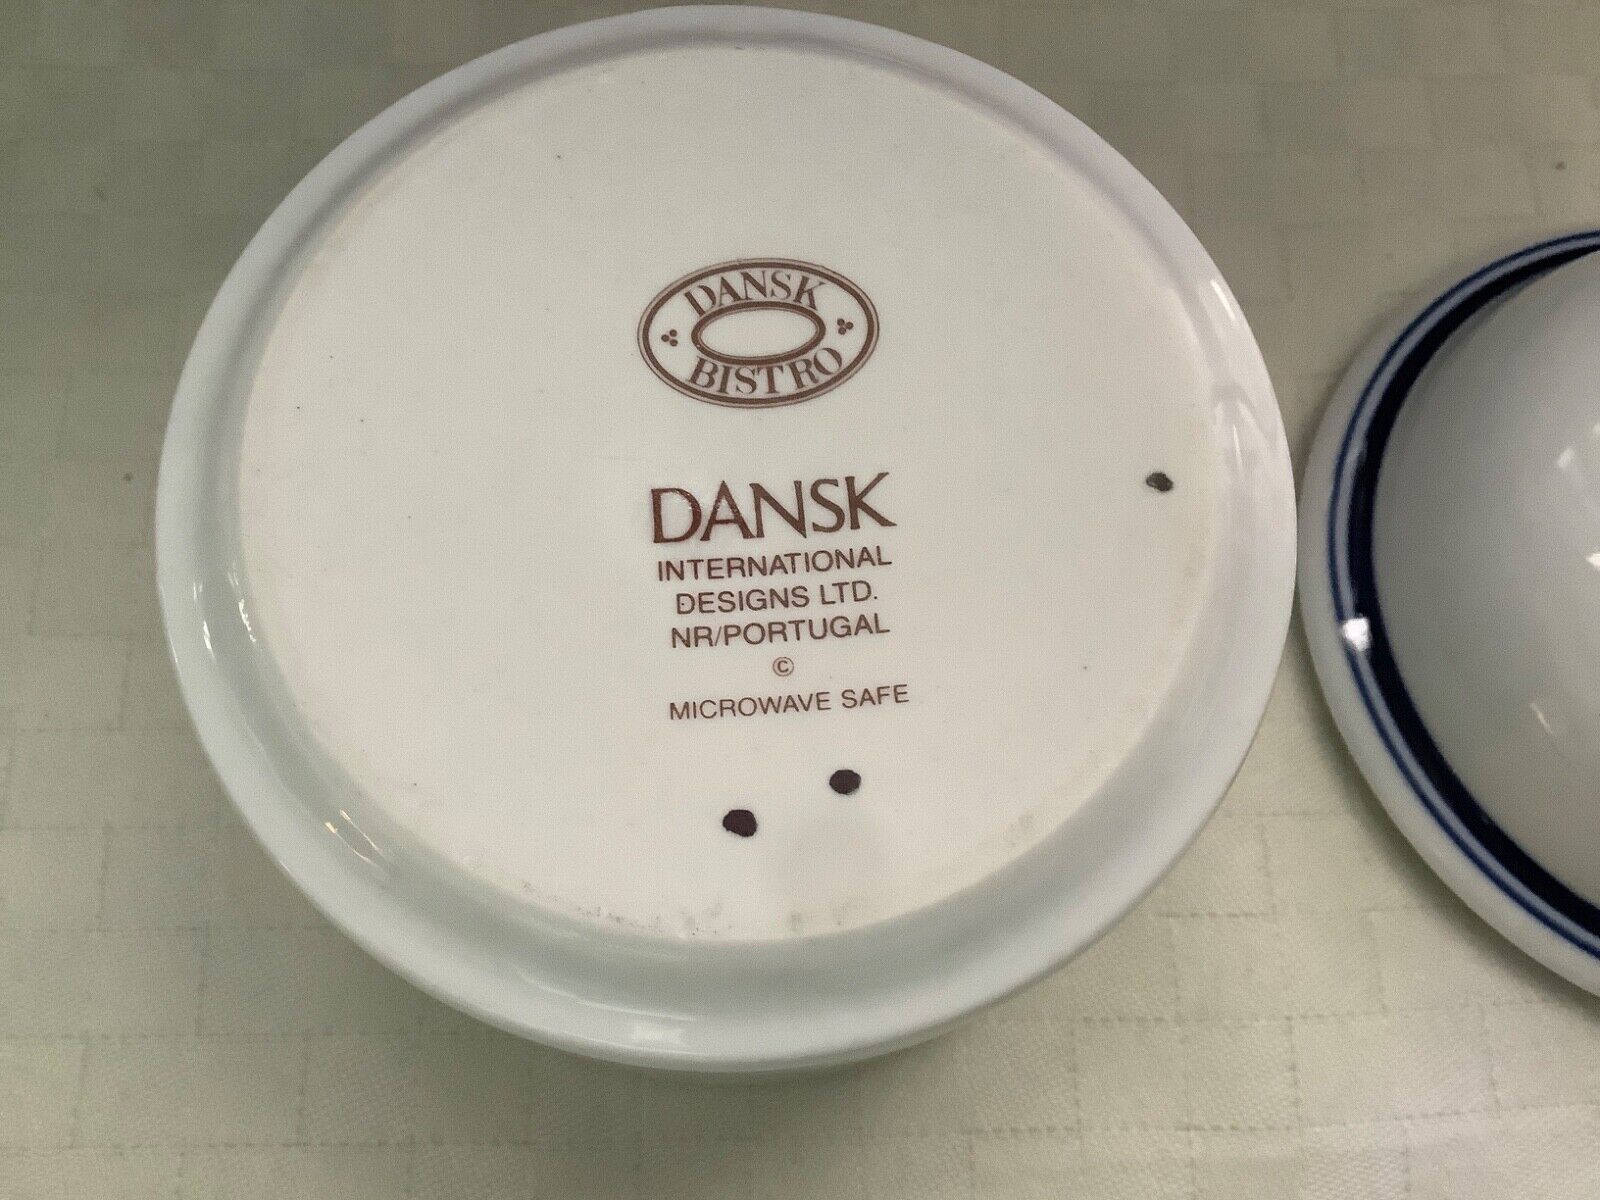 DANSK
BISTRO
DANSK
INTERNATIONAL
DESIGNS LTD.
NR/PORTUGAL
©
MICROWAVE SAFE